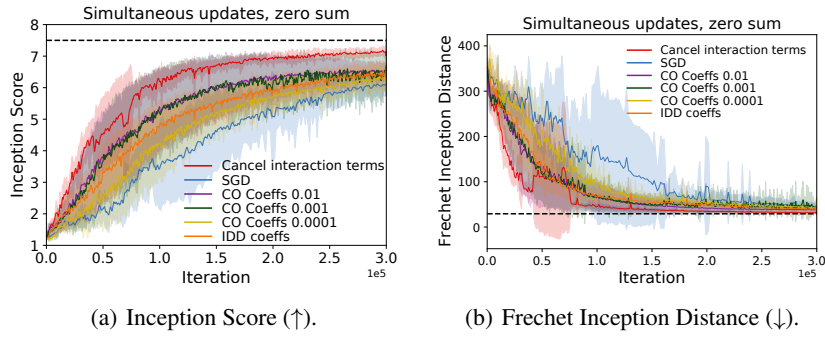 Simultaneous updates, zero sum
Inception Score
8
7
6
5
4
3
2
1
Cancel interaction terms
SGD
CO Coeffs 0.01
CO Coeffs 0.001
CO Coeffs 0.0001
IDD coeffs
0.0 0.5 1.0 1.5 2.0 2.5 3.0
1e5
Iteration
(a) Inception Score (↑).
Simultaneous updates, zero sum
Frechet Inception Distance
400
300
200
100
0
Cancel interaction terms
SGD
CO Coeffs 0.01
CO Coeffs 0.001
CO Coeffs 0.0001
IDD coeffs
0.0 0.5 1.0 1.5 2.0 2.5 3.0
1e5
Iteration
(b) Frechet Inception Distance (↓).